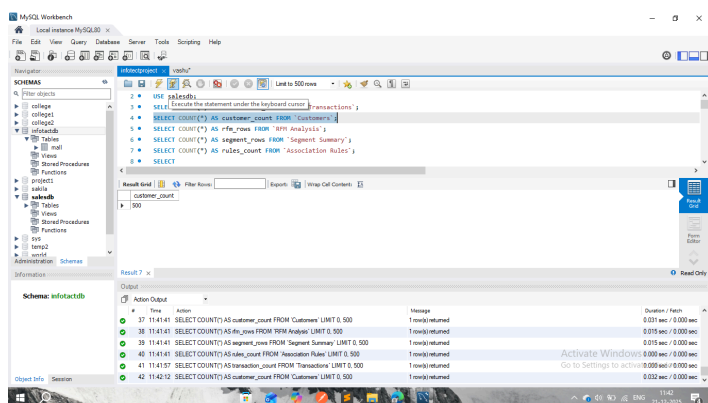 MySQL Workbench
Local instance MySQL80 ×
File Edit View Query Database Server Tools Scripting Help
Navigator
SCHEMAS
Filter objects
college
college1
college2
infotactdb
Tables
mall
Views
Stored Procedures
Functions
project1
sakila
salesdb
Tables
Views
Stored Procedures
Functions
sys
temp2
world
Administration Schemas
Information
Schema: infotactdb
Object Info Session
infotectproject × vashu*
Limit to 500 rows
2 USE salesdb;
Execute the statement under the keyboard cursor
3 SELE Transactions`;
4 SELECT COUNT(*) AS customer_count FROM `Customers`;
5 SELECT COUNT(*) AS rfm_rows FROM `RFM Analysis`;
6 SELECT COUNT(*) AS segment_rows FROM `Segment Summary`;
7 SELECT COUNT(*) AS rules_count FROM `Association Rules`;
8 SELECT
Result Grid Filter Rows: Export: Wrap Cell Content:
customer_count
500
Result Grid
Form Editor
Result 7 × Read Only
Output
Action Output
# Time Action Message Duration / Fetch
37 11:41:41 SELECT COUNT(*) AS customer_count FROM `Customers` LIMIT 0, 500 1 row(s) returned 0.031 sec / 0.000 sec
38 11:41:41 SELECT COUNT(*) AS rfm_rows FROM `RFM Analysis` LIMIT 0, 500 1 row(s) returned 0.015 sec / 0.000 sec
39 11:41:41 SELECT COUNT(*) AS segment_rows FROM `Segment Summary` LIMIT 0, 500 1 row(s) returned 0.015 sec / 0.000 sec
40 11:41:41 SELECT COUNT(*) AS rules_count FROM `Association Rules` LIMIT 0, 500 1 row(s) returned 0.000 sec / 0.000 sec
41 11:41:57 SELECT COUNT(*) AS transaction_count FROM `Transactions` LIMIT 0, 500 1 row(s) returned
42 11:42:12 SELECT COUNT(*) AS customer_count FROM `Customers` LIMIT 0, 500 1 row(s) returned 0.032 sec / 0.000 sec
Activate Windows
Go to Settings to activate
ENG
11:42
21-12-2025